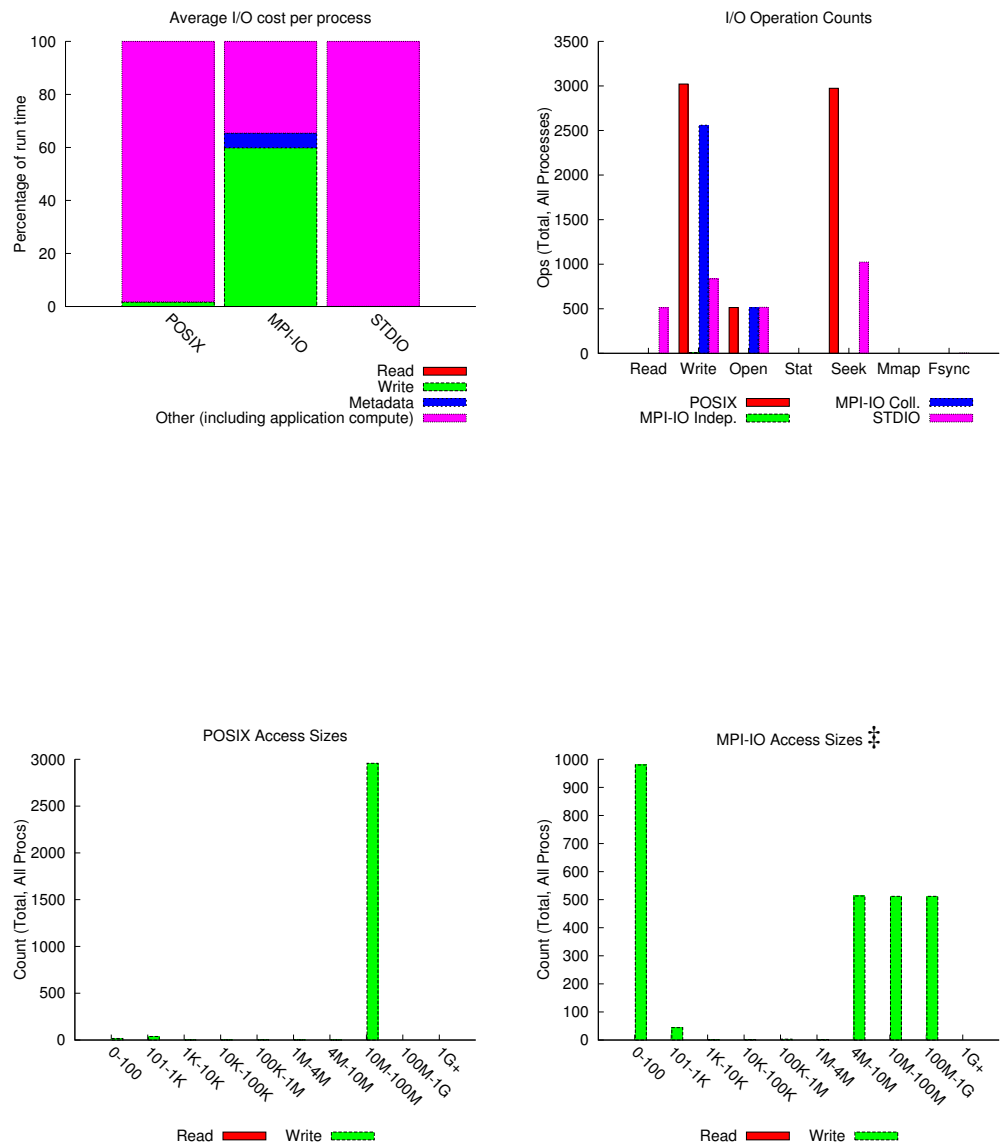 Average I/O cost per process
100
80
60
40
20
0
Percentage of run time
POSIX
MPI-IO
STDIO
Read
Write
Metadata
Other (including application compute)
I/O Operation Counts
3500
3000
2500
2000
1500
1000
500
0
Ops (Total, All Processes)
Read Write Open Stat Seek Mmap Fsync
POSIX
MPI-IO Indep.
MPI-IO Coll.
STDIO
POSIX Access Sizes
3000
2500
2000
1500
1000
500
0
Count (Total, All Procs)
0-100
101-1K
1K-10K
10K-100K
100K-1M
1M-4M
4M-10M
10M-100M
100M-1G
1G+
Read Write
MPI-IO Access Sizes ‡
1000
900
800
700
600
500
400
300
200
100
0
Count (Total, All Procs)
0-100
101-1K
1K-10K
10K-100K
100K-1M
1M-4M
4M-10M
10M-100M
100M-1G
1G+
Read Write